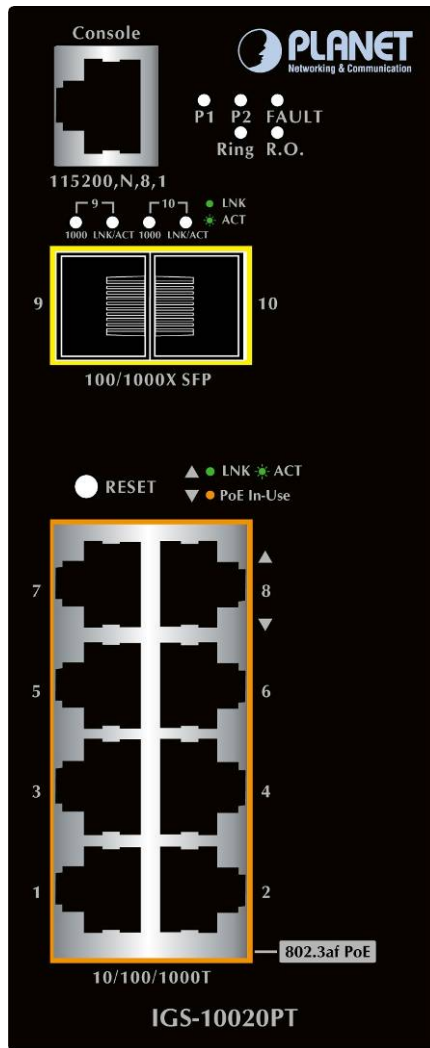 Console
PLANET
Networking & Communication
P1 P2 FAULT
Ring R.O.
115200,N,8,1
9 10 LNK
1000 LNK/ACT 1000 LNK/ACT ACT
9 10
100/1000X SFP
RESET
▲ LNK ACT
▼ PoE In-Use
▲
7 8
▼
5 6
3 4
1 2
802.3af PoE
10/100/1000T
IGS-10020PT